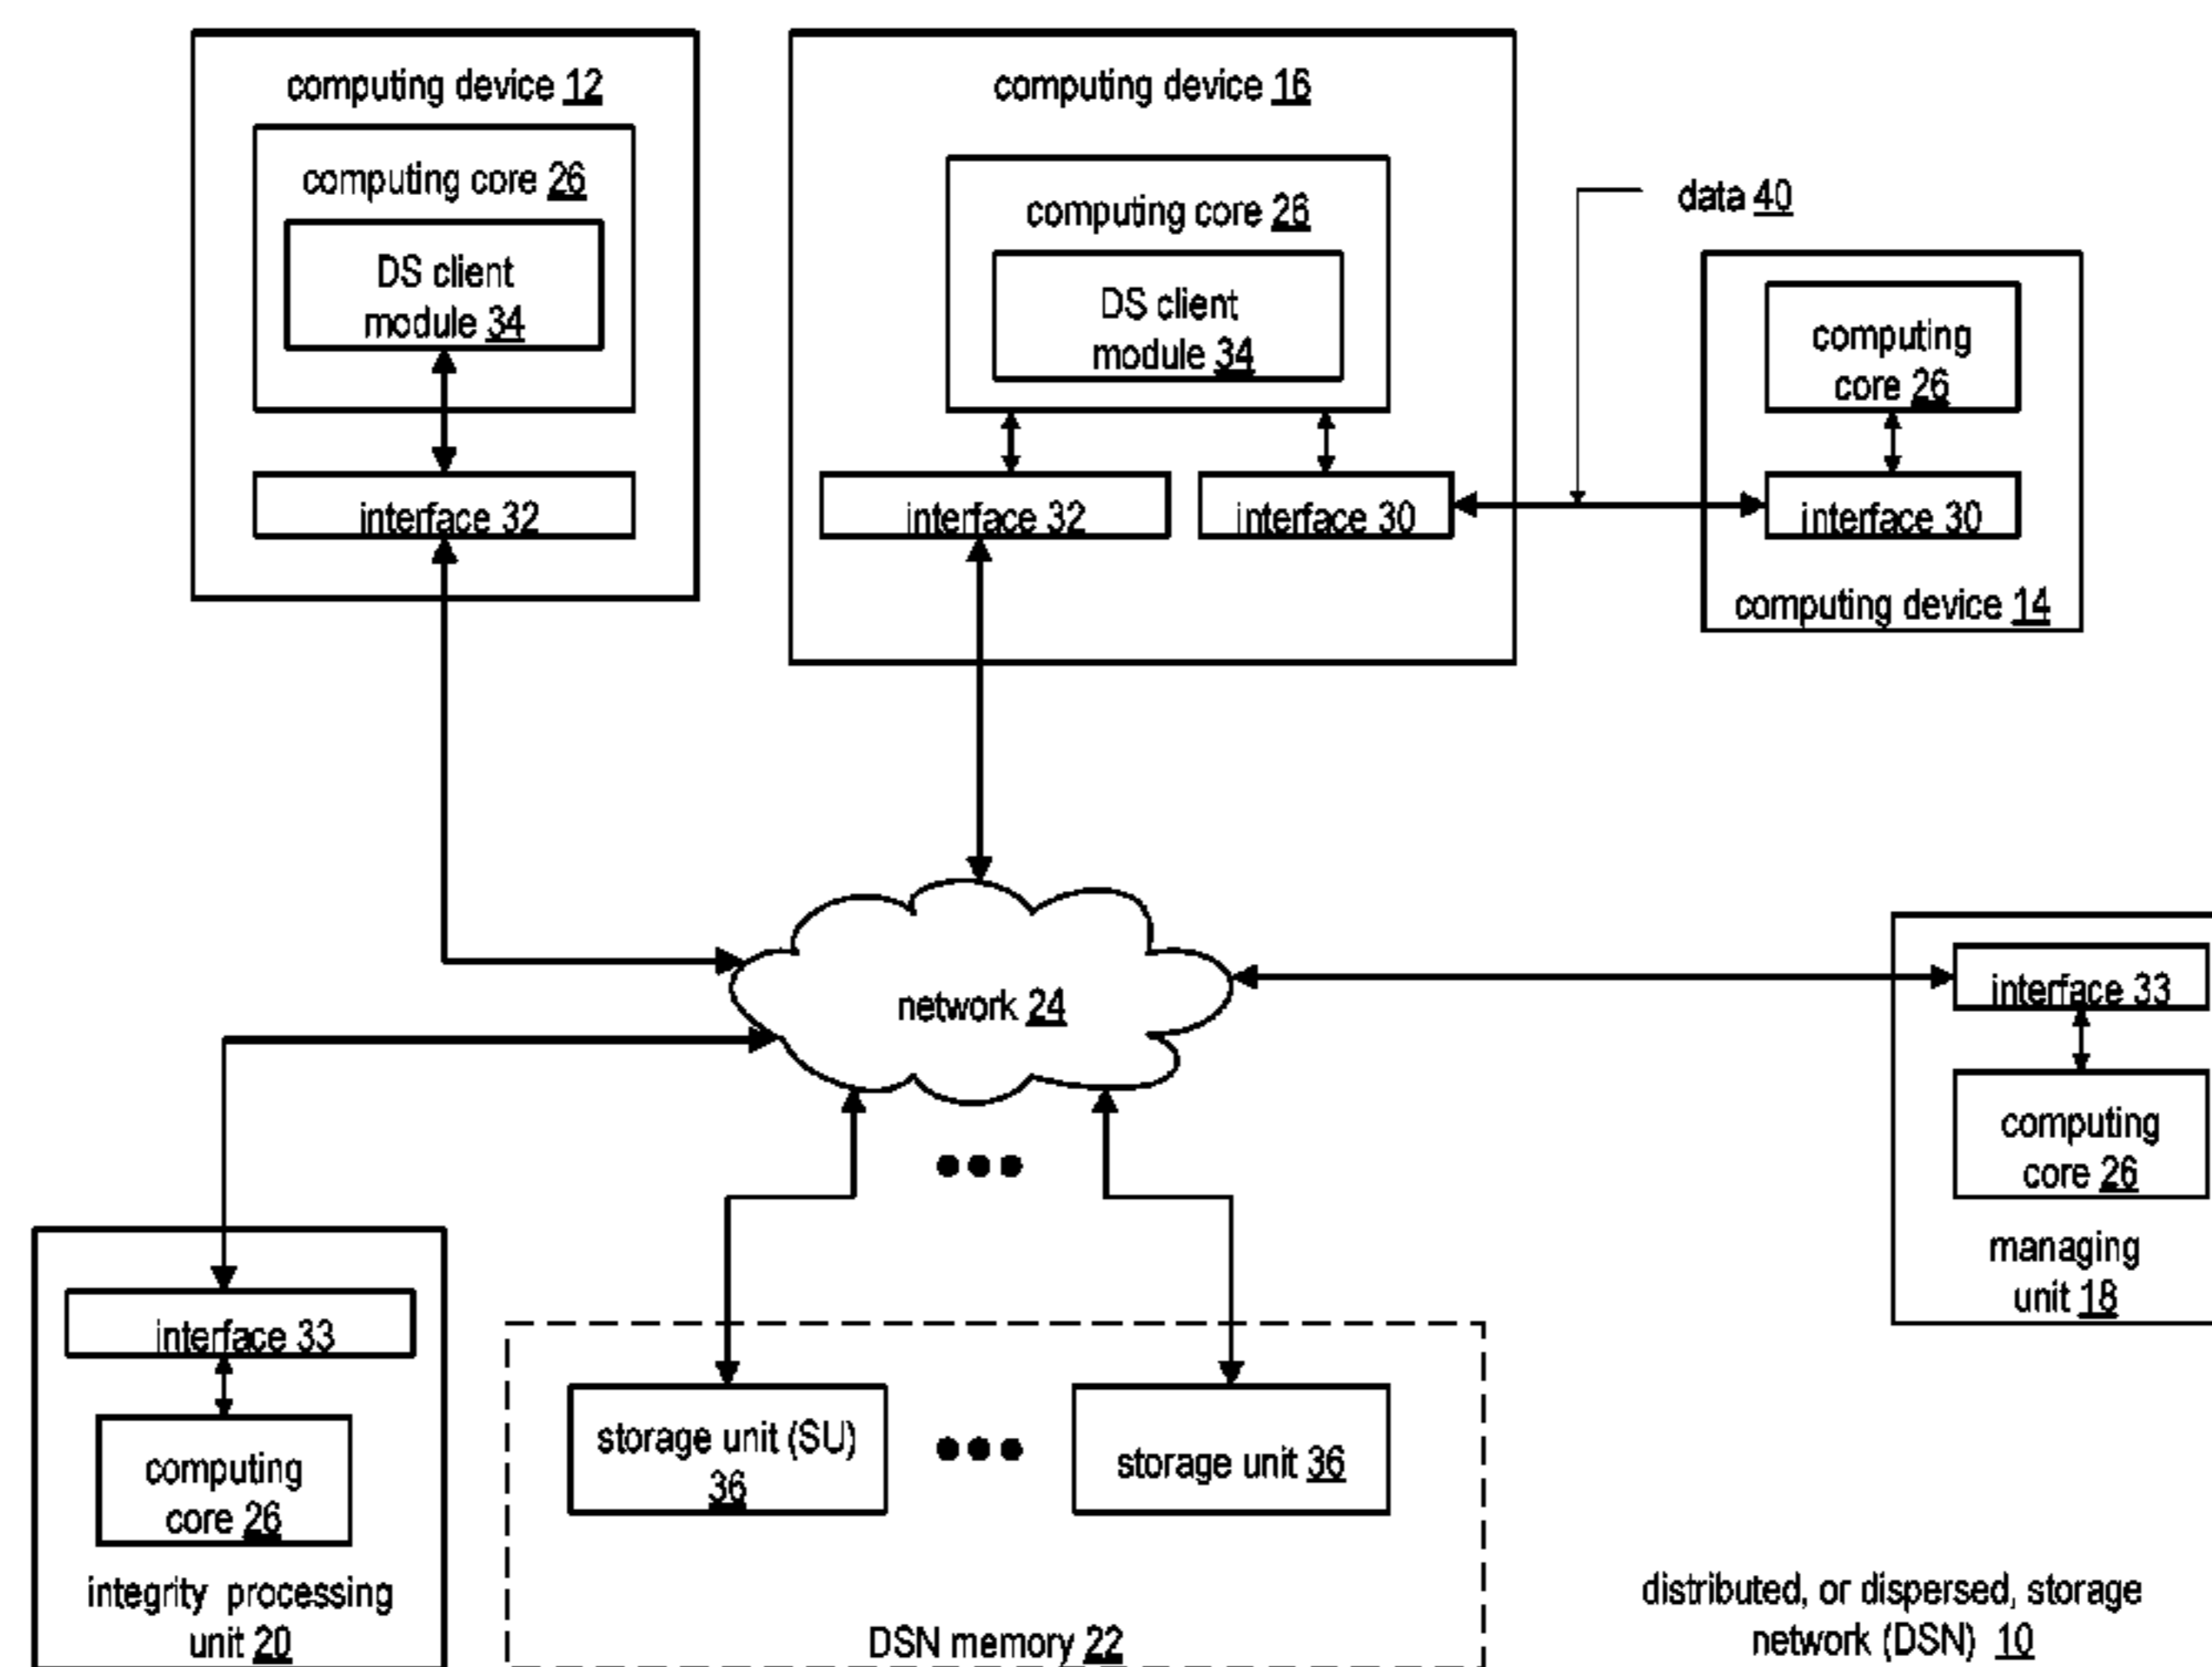 computing device 12
computing core 26
DS client
module 34
interface 32
computing device 16
computing core 26
DS client
module 34
interface 32
interface 30
data 40
computing
core 26
interface 30
computing device 14
network 24
interface 33
computing
core 26
managing
unit 18
interface 33
computing
core 26
integrity processing
unit 20
storage unit (SU)
36
storage unit 36
DSN memory 22
distributed, or dispersed, storage
network (DSN) 10